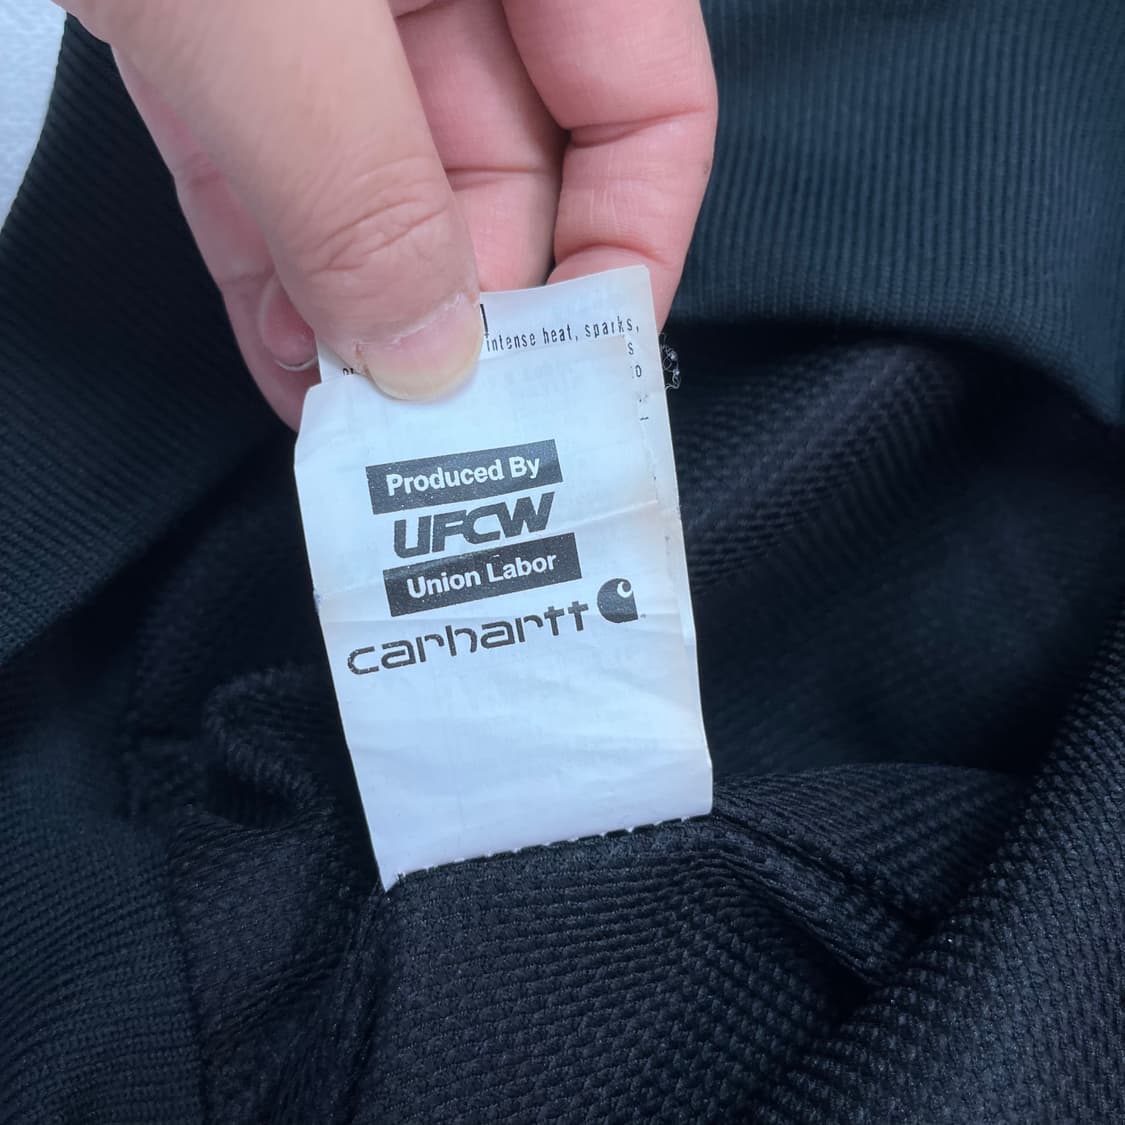 intense heat, sparks,
Produced By
UFCW
Union Labor
carhartt